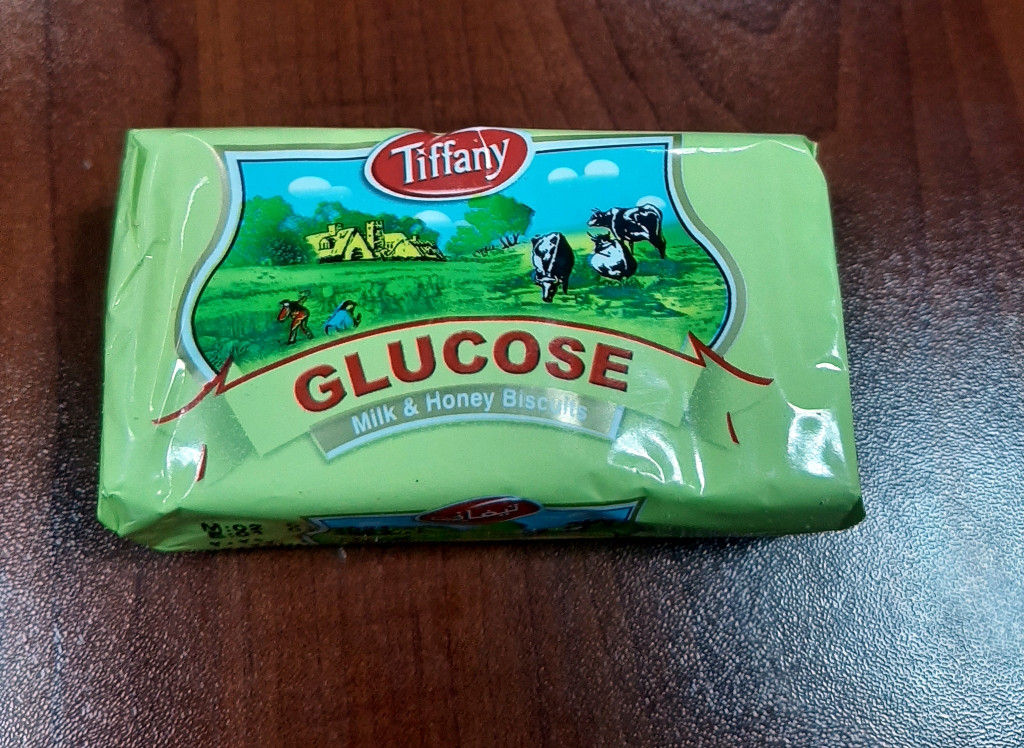 Tiffany
GLUCOSE
Milk & Honey Biscuits
تيفاني